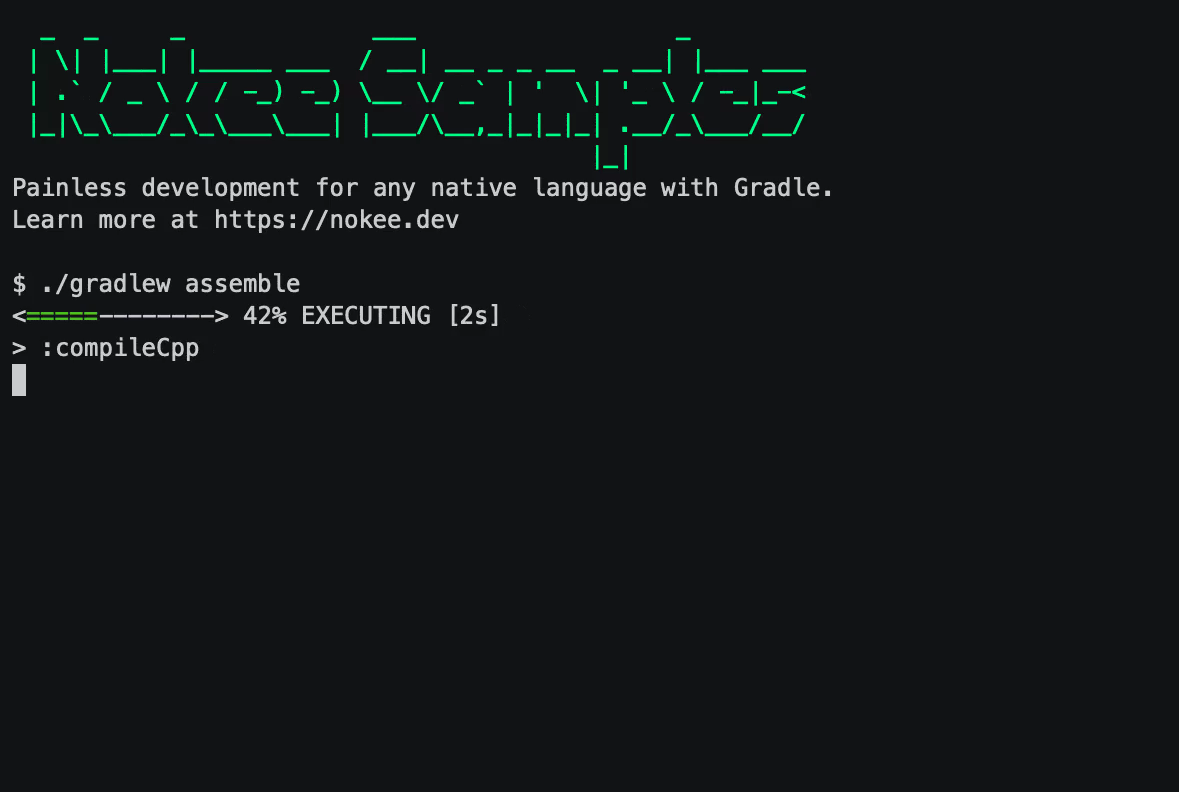 Nokee Samples
Painless development for any native language with Gradle.
Learn more at https://nokee.dev
$ ./gradlew assemble
<=====--------> 42% EXECUTING [2s]
> :compileCpp